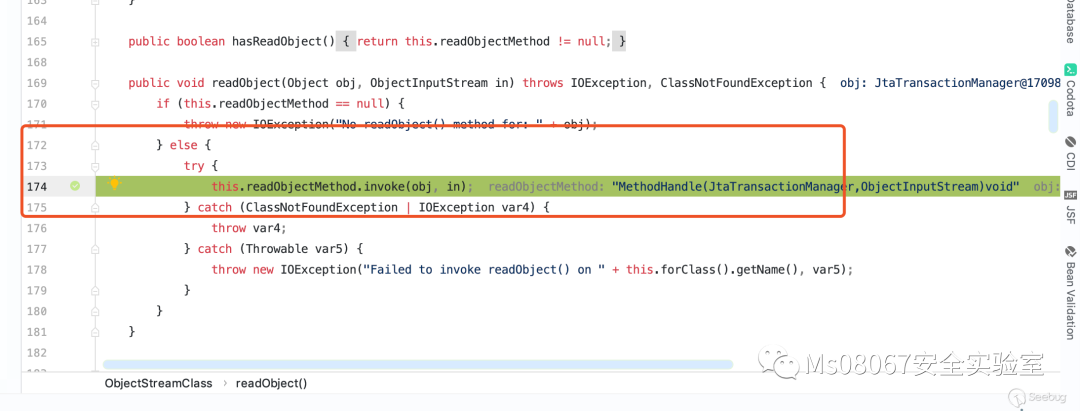 163
}
164
165 public boolean hasReadObject() { return this.readObjectMethod != null; }
168
169 public void readObject(Object obj, ObjectInputStream in) throws IOException, ClassNotFoundException { obj: JtaTransactionManager@17098
170 if (this.readObjectMethod == null) {
171 throw new IOException("No readObject() method for: " + obj);
172 } else {
173 try {
174 this.readObjectMethod.invoke(obj, in); readObjectMethod: "MethodHandle(JtaTransactionManager,ObjectInputStream)void" obj:
175 } catch (ClassNotFoundException | IOException var4) {
176 throw var4;
177 } catch (Throwable var5) {
178 throw new IOException("Failed to invoke readObject() on " + this.forClass().getName(), var5);
179 }
180 }
181 }
182
ObjectStreamClass › readObject()
Database
Codota
CDI
JSF
JSF
Bean Validation
Ms08067安全实验室
Seebug